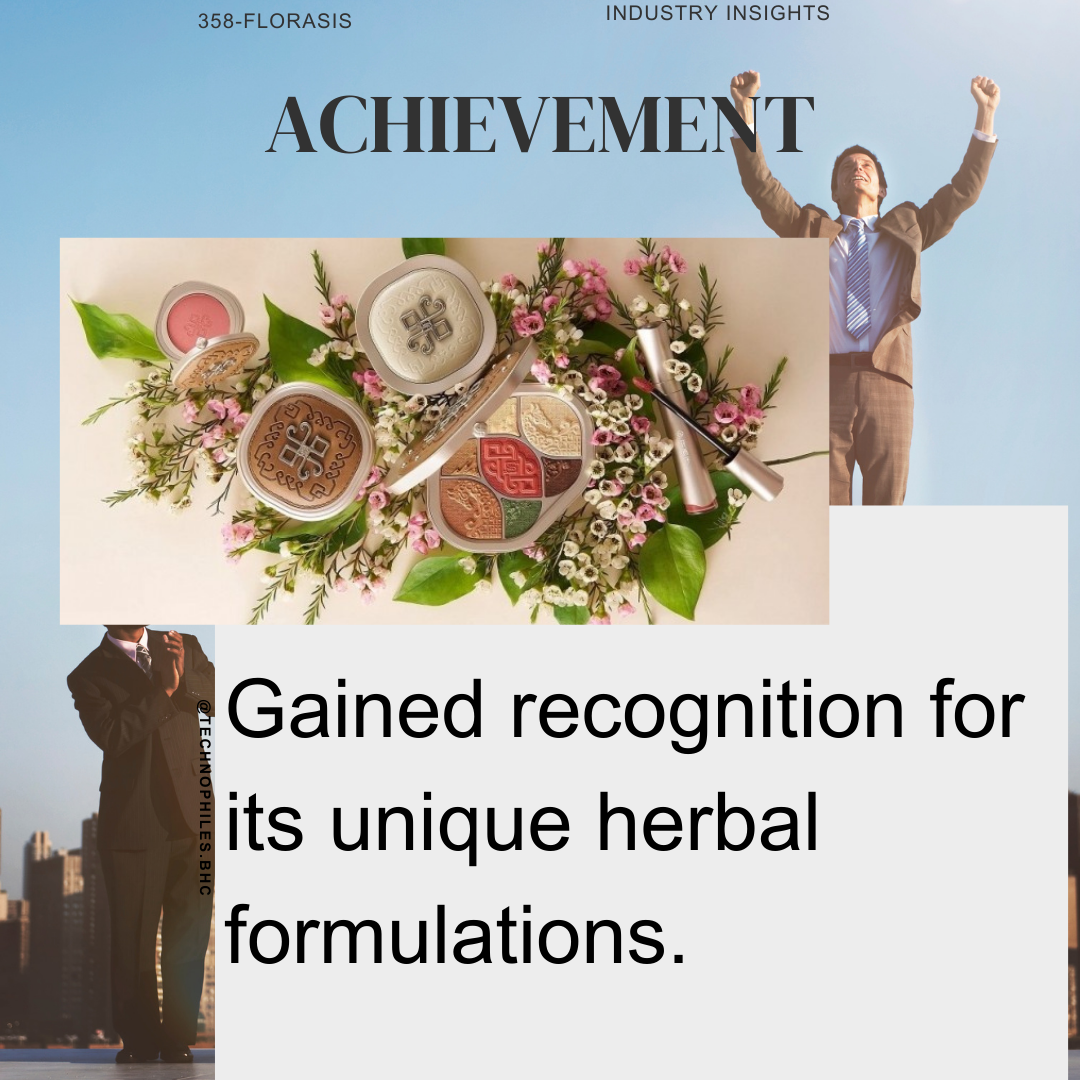 358-FLORASIS
INDUSTRY INSIGHTS
ACHIEVEMENT
@TECHNOPHILES.BHC
Gained recognition for
its unique herbal
formulations.